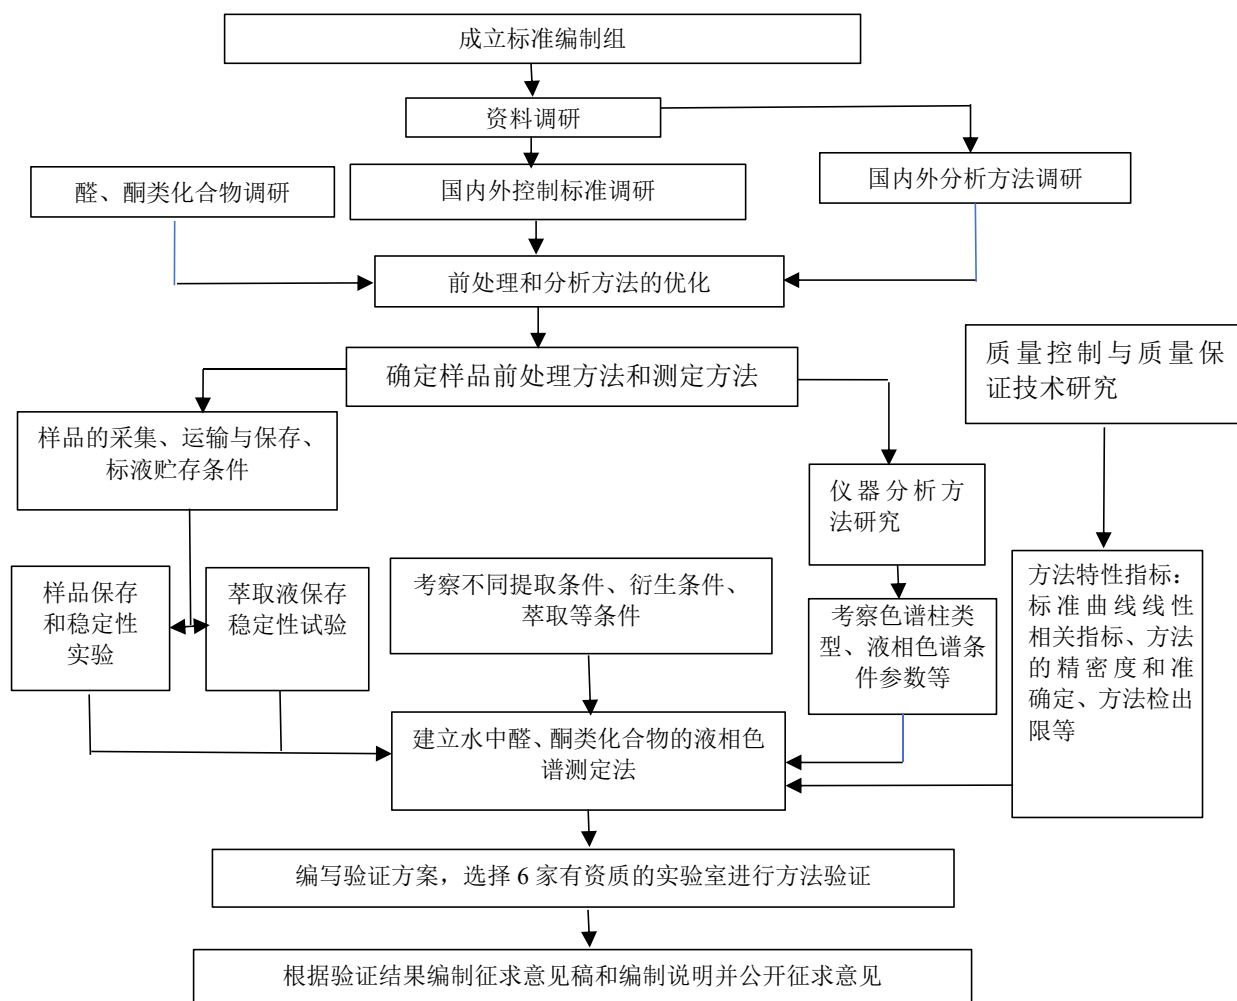 成立标准编制组
资料调研
醛、酮类化合物调研
国内外控制标准调研
国内外分析方法调研
前处理和分析方法的优化
确定样品前处理方法和测定方法
质量控制与质量保
证技术研究
样品的采集、运输与保存、
标液贮存条件
仪器分析方
法研究
样品保存
和稳定性
实验
萃取液保存
稳定性试验
考察不同提取条件、衍生条件、
萃取等条件
考察色谱柱类
型、液相色谱条
件参数等
方法特性指标：
标准曲线线性
相关指标、方法
的精密度和准
确定、方法检出
限等
建立水中醛、酮类化合物的液相色
谱测定法
编写验证方案，选择 6 家有资质的实验室进行方法验证
根据验证结果编制征求意见稿和编制说明并公开征求意见